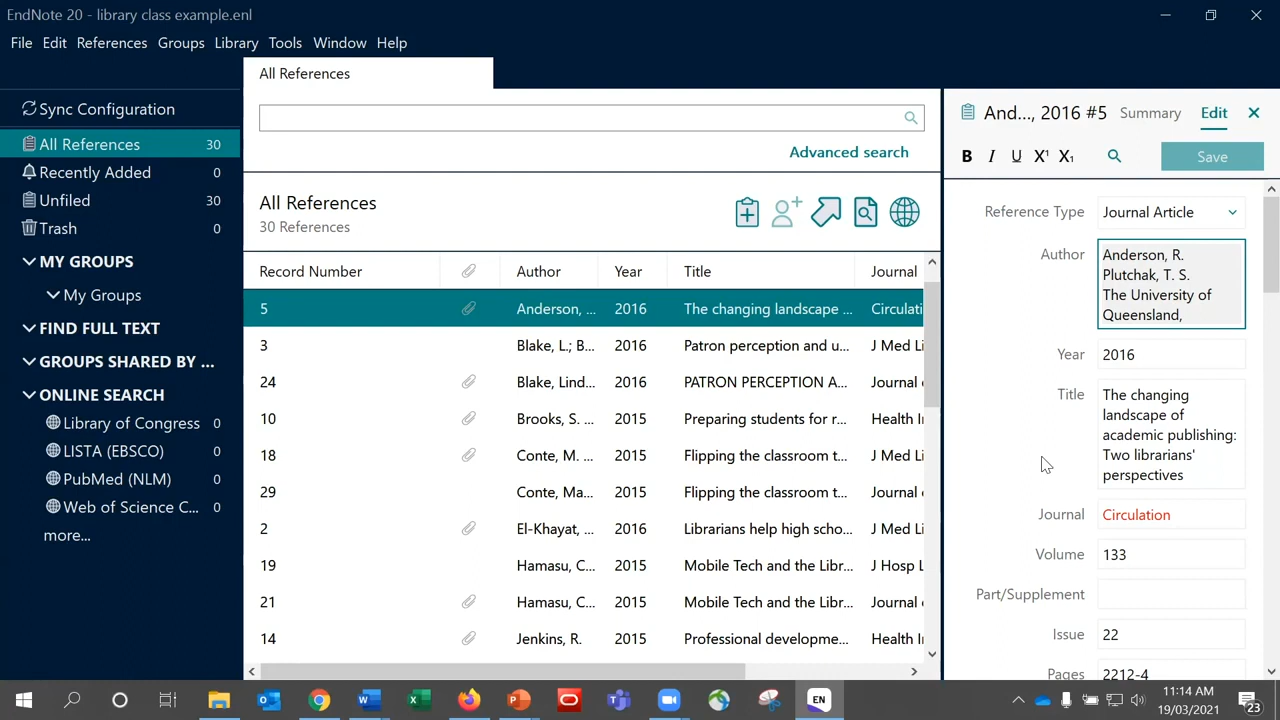 EndNote 20 - library class example.enl
File Edit References Groups Library Tools Window Help
All References
Sync Configuration
All References 30
Recently Added 0
Unfiled 30
Trash 0
MY GROUPS
My Groups
FIND FULL TEXT
GROUPS SHARED BY ...
ONLINE SEARCH
Library of Congress 0
LISTA (EBSCO) 0
PubMed (NLM) 0
Web of Science C... 0
more...
Advanced search
All References
30 References
Record Number Author Year Title Journal
5 Anderson, ... 2016 The changing landscape ... Circulati
3 Blake, L.; B... 2016 Patron perception and u... J Med Li
24 Blake, Lind... 2016 PATRON PERCEPTION A... Journal
10 Brooks, S. ... 2015 Preparing students for r... Health I
18 Conte, M. ... 2015 Flipping the classroom t... J Med Li
29 Conte, Ma... 2015 Flipping the classroom t... Journal
2 El-Khayat, ... 2016 Librarians help high scho... J Med Li
19 Hamasu, C... 2015 Mobile Tech and the Libr... J Hosp L
21 Hamasu, C... 2015 Mobile Tech and the Libr... Journal
14 Jenkins, R. 2015 Professional developme... Health I
And..., 2016 #5 Summary Edit
B I U X¹ X₁ Save
Reference Type Journal Article
Author Anderson, R.
Plutchak, T. S.
The University of
Queensland,
Year 2016
Title The changing
landscape of
academic publishing:
Two librarians'
perspectives
Journal Circulation
Volume 133
Part/Supplement
Issue 22
Pages 2212-4
EN
11:14 AM
19/03/2021
23